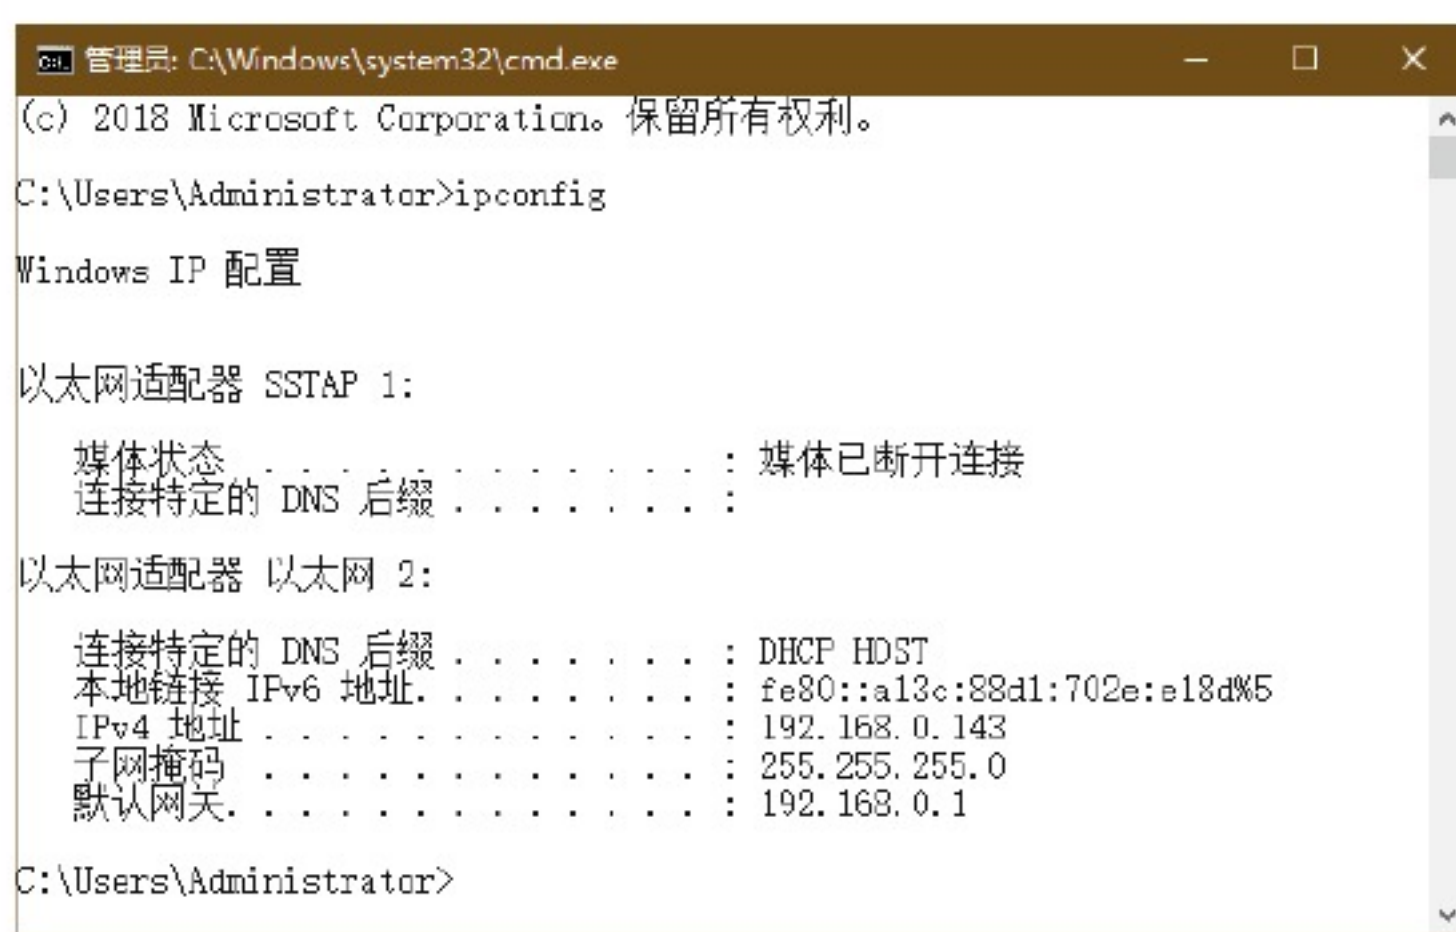 管理员: C:\Windows\system32\cmd.exe
(c) 2018 Microsoft Corporation。保留所有权利。
C:\Users\Administrator>ipconfig
Windows IP 配置
以太网适配器 SSTAP 1:
媒体状态 . . . . . . . . . . . . : 媒体已断开连接
连接特定的 DNS 后缀 . . . . . . . :
以太网适配器 以太网 2:
连接特定的 DNS 后缀 . . . . . . . : DHCP HOST
本地链接 IPv6 地址. . . . . . . . : fe80::a13c:88d1:702e:e18d%5
IPv4 地址 . . . . . . . . . . . . : 192.168.0.143
子网掩码 . . . . . . . . . . . . : 255.255.255.0
默认网关. . . . . . . . . . . . . : 192.168.0.1
C:\Users\Administrator>